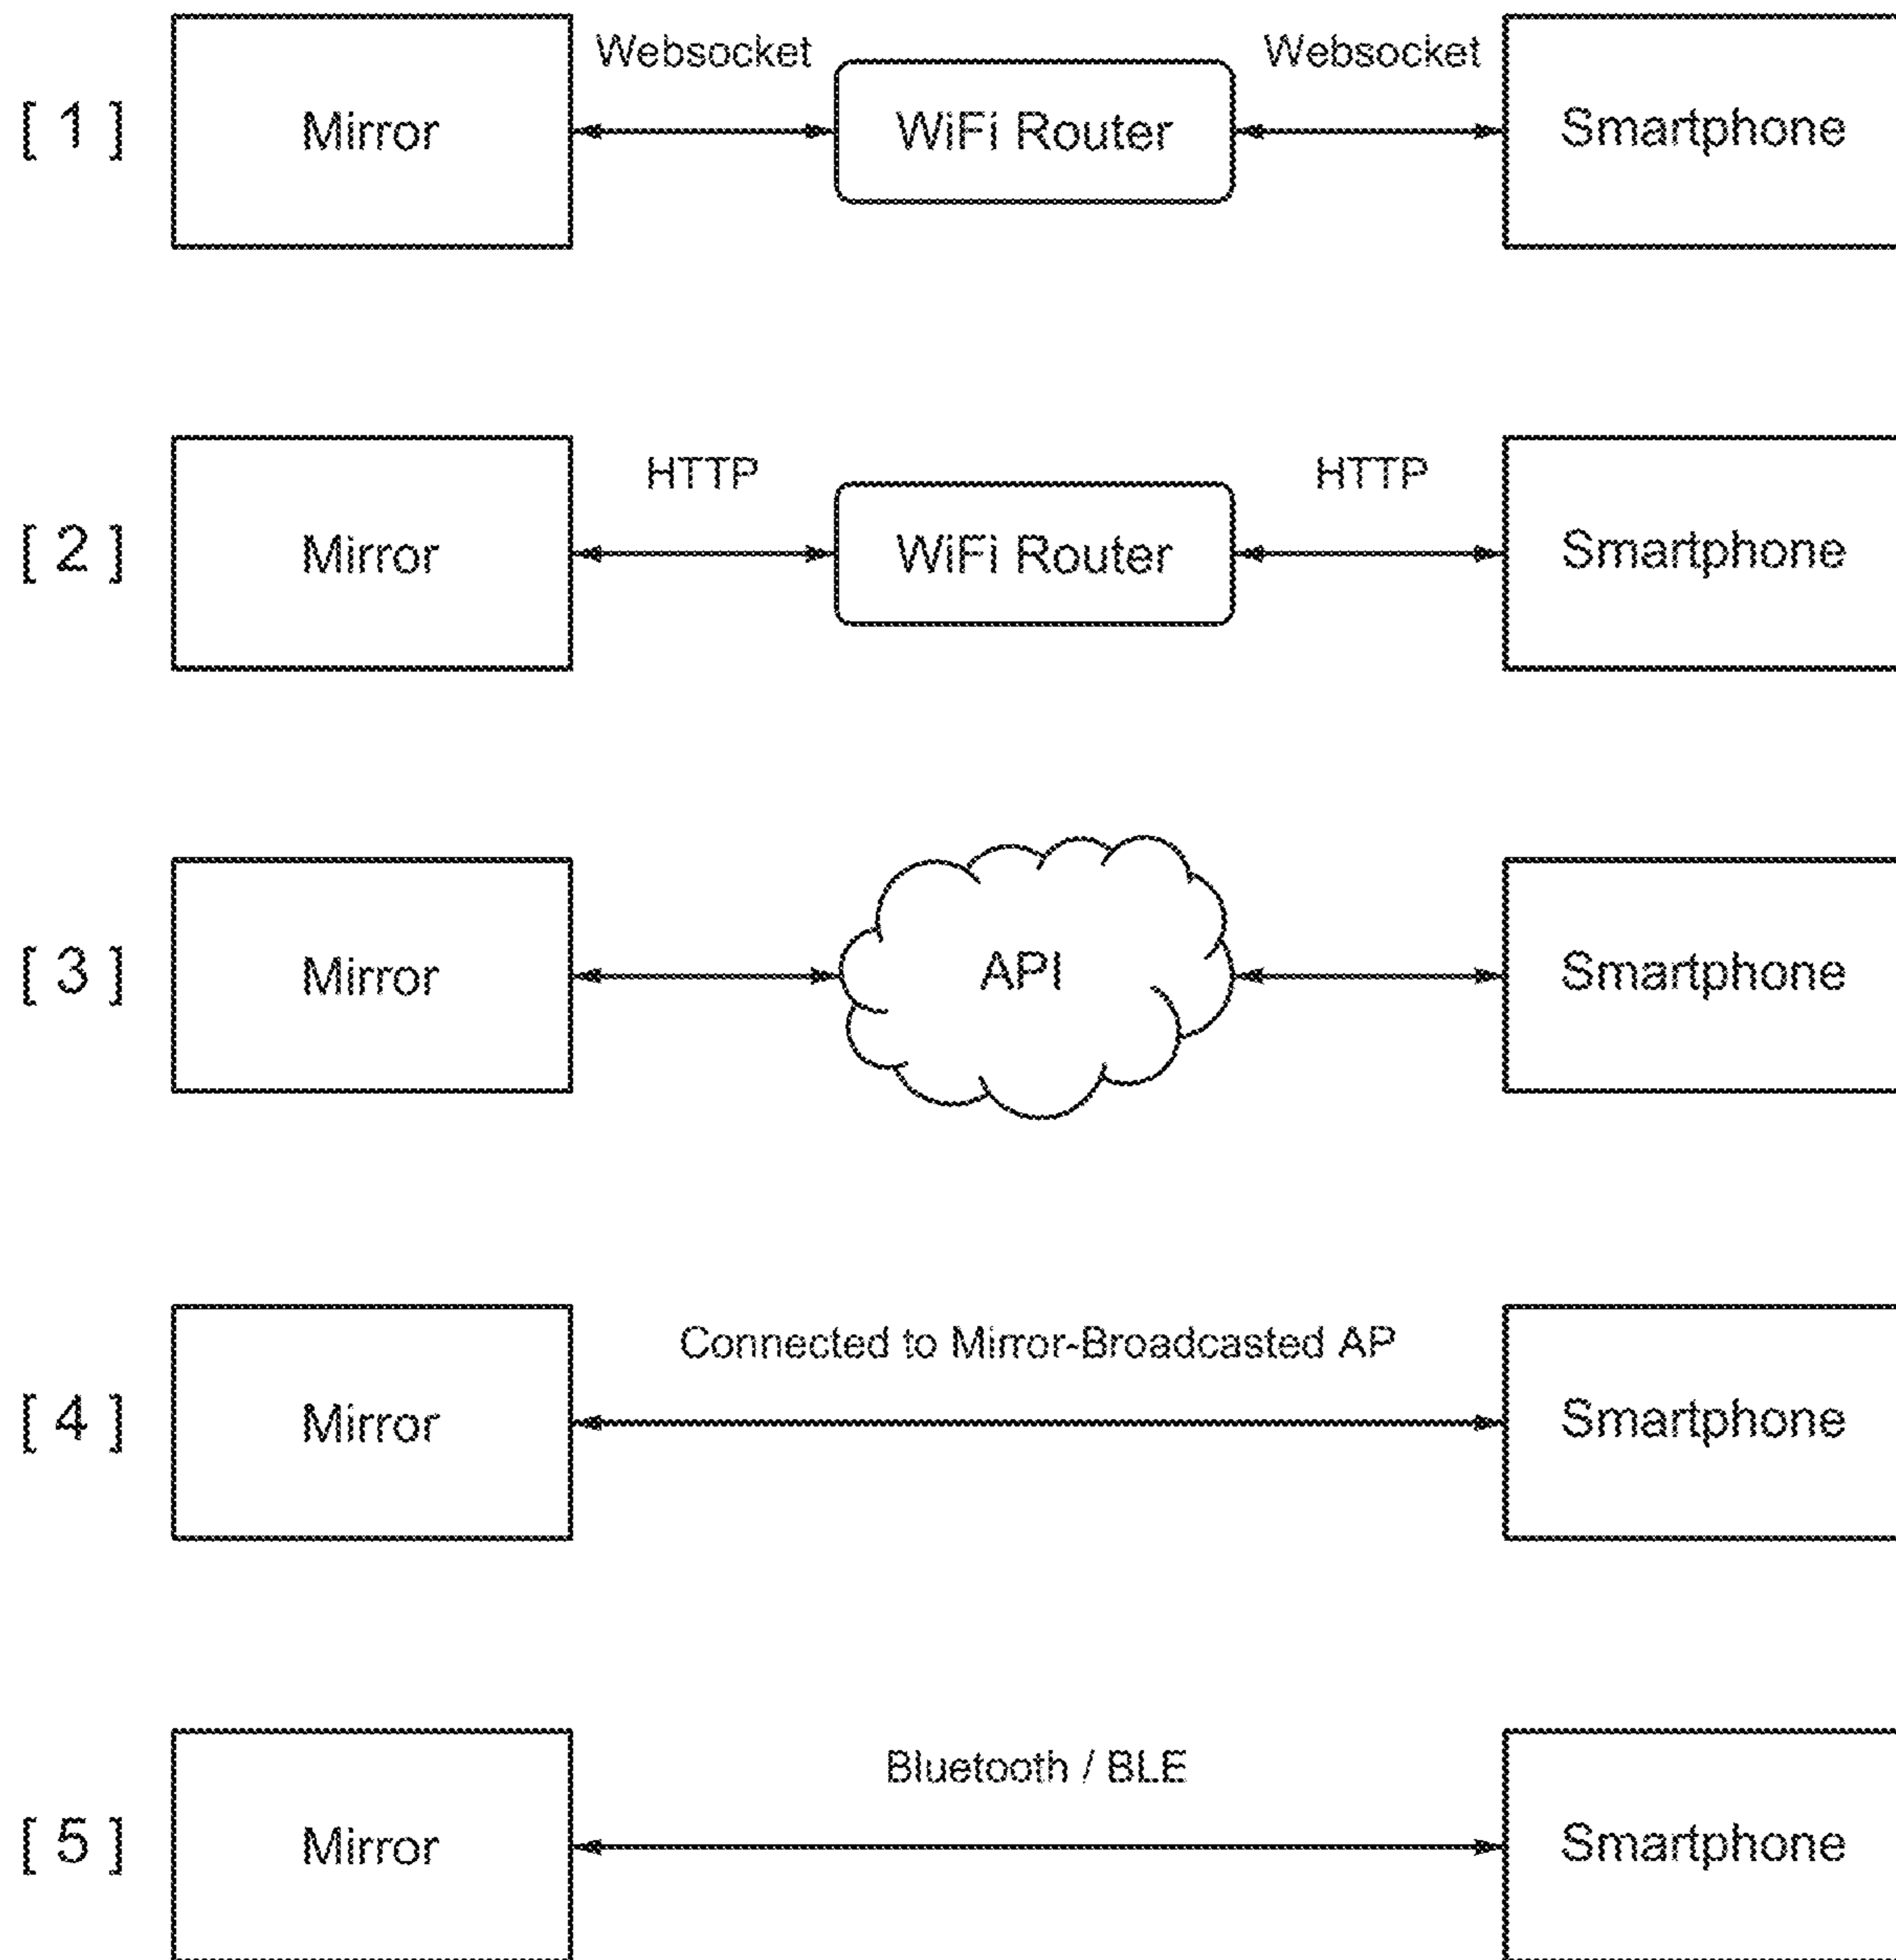 Websocket Websocket
[ 1 ] Mirror WiFi Router Smartphone
HTTP HTTP
[ 2 ] Mirror WiFi Router Smartphone
[ 3 ] Mirror API Smartphone
Connected to Mirror-Broadcasted AP
[ 4 ] Mirror Smartphone
Bluetooth / BLE
[ 5 ] Mirror Smartphone